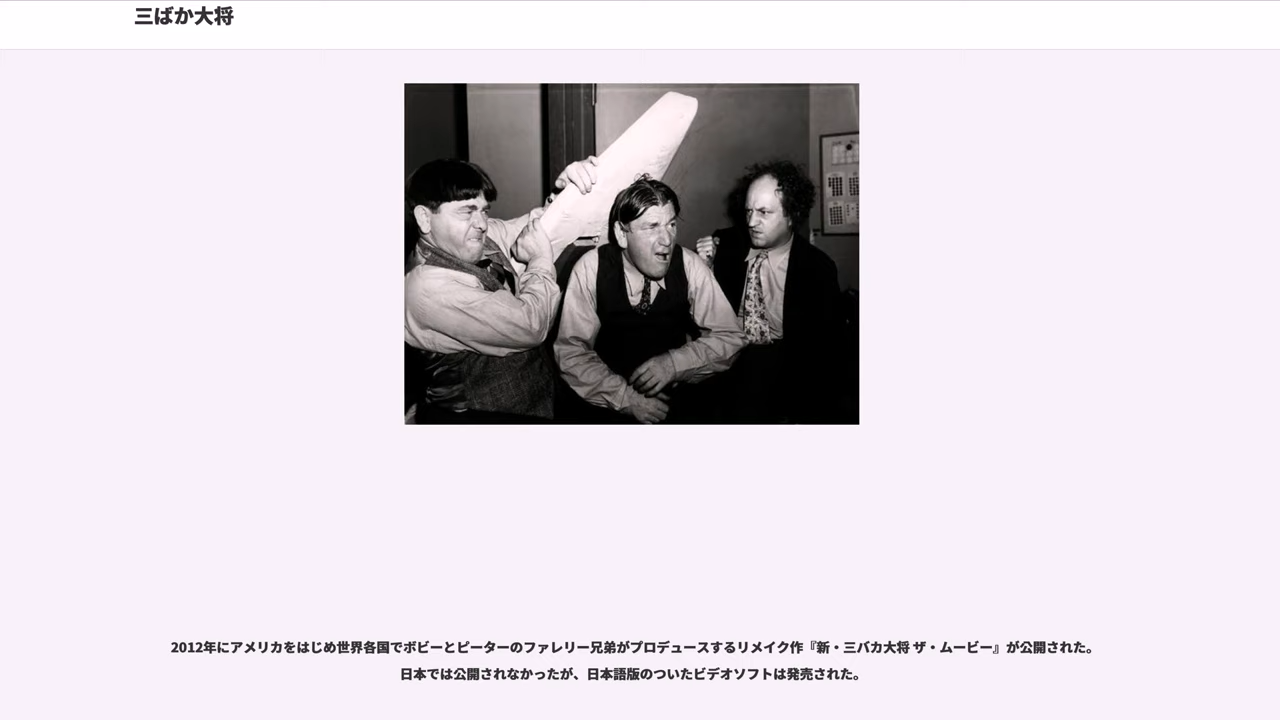 三ばか大将
2012年にアメリカをはじめ世界各国でボビーとピーターのファレリー兄弟がプロデュースするリメイク作『新・三バカ大将 ザ・ムービー』が公開された。
日本では公開されなかったが、日本語版のついたビデオソフトは発売された。